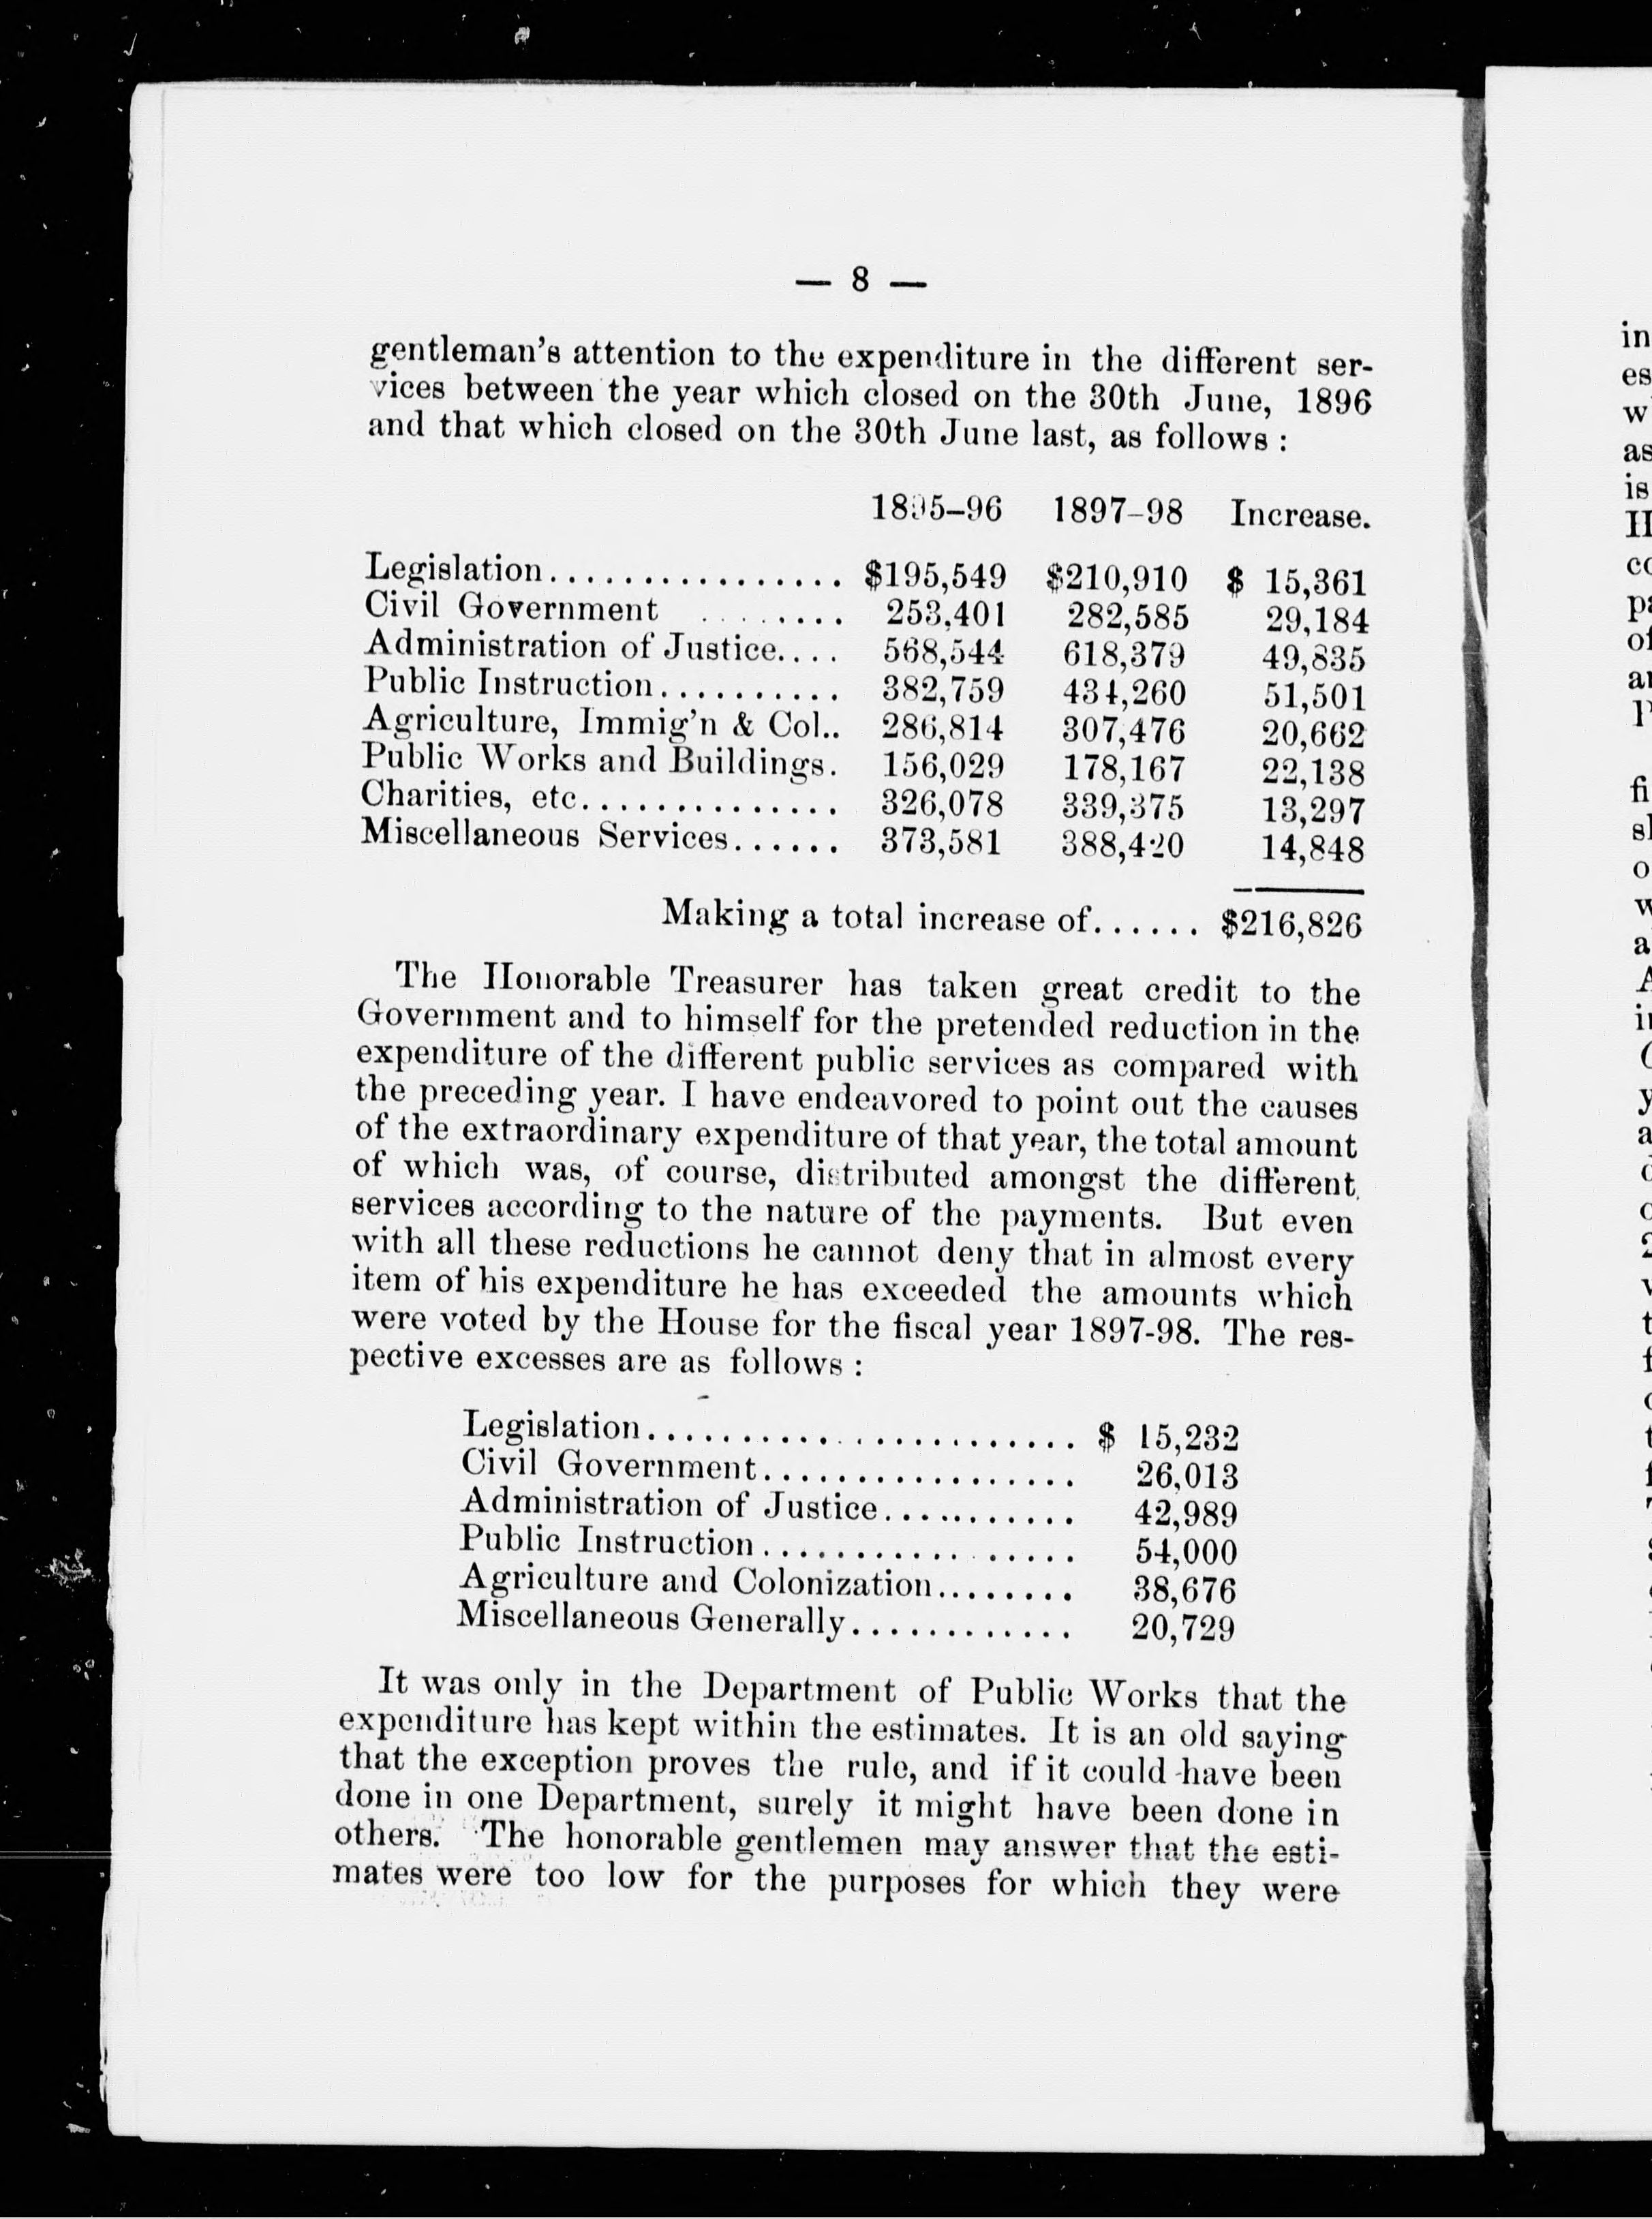 — 8 —
gentleman's attention to the expenditure in the different ser-
vices between the year which closed on the 30th June, 1896
and that which closed on the 30th June last, as follows :
1895–96 1897–98 Increase.
Legislation................ $195,549 $210,910 $ 15,361
Civil Government ........ 253,401 282,585 29,184
Administration of Justice.... 568,544 618,379 49,835
Public Instruction.......... 382,759 434,260 51,501
Agriculture, Immig'n & Col.. 286,814 307,476 20,662
Public Works and Buildings. 156,029 178,167 22,138
Charities, etc.............. 326,078 339,375 13,297
Miscellaneous Services...... 373,581 388,420 14,848
Making a total increase of...... $216,826
The Honorable Treasurer has taken great credit to the
Government and to himself for the pretended reduction in the
expenditure of the different public services as compared with
the preceding year. I have endeavored to point out the causes
of the extraordinary expenditure of that year, the total amount
of which was, of course, distributed amongst the different
services according to the nature of the payments. But even
with all these reductions he cannot deny that in almost every
item of his expenditure he has exceeded the amounts which
were voted by the House for the fiscal year 1897-98. The res-
pective excesses are as follows :
Legislation........................ $ 15,232
Civil Government................. 26,013
Administration of Justice........... 42,989
Public Instruction................. 54,000
Agriculture and Colonization........ 38,676
Miscellaneous Generally............ 20,729
It was only in the Department of Public Works that the
expenditure has kept within the estimates. It is an old saying
that the exception proves the rule, and if it could have been
done in one Department, surely it might have been done in
others. The honorable gentlemen may answer that the esti-
mates were too low for the purposes for which they were